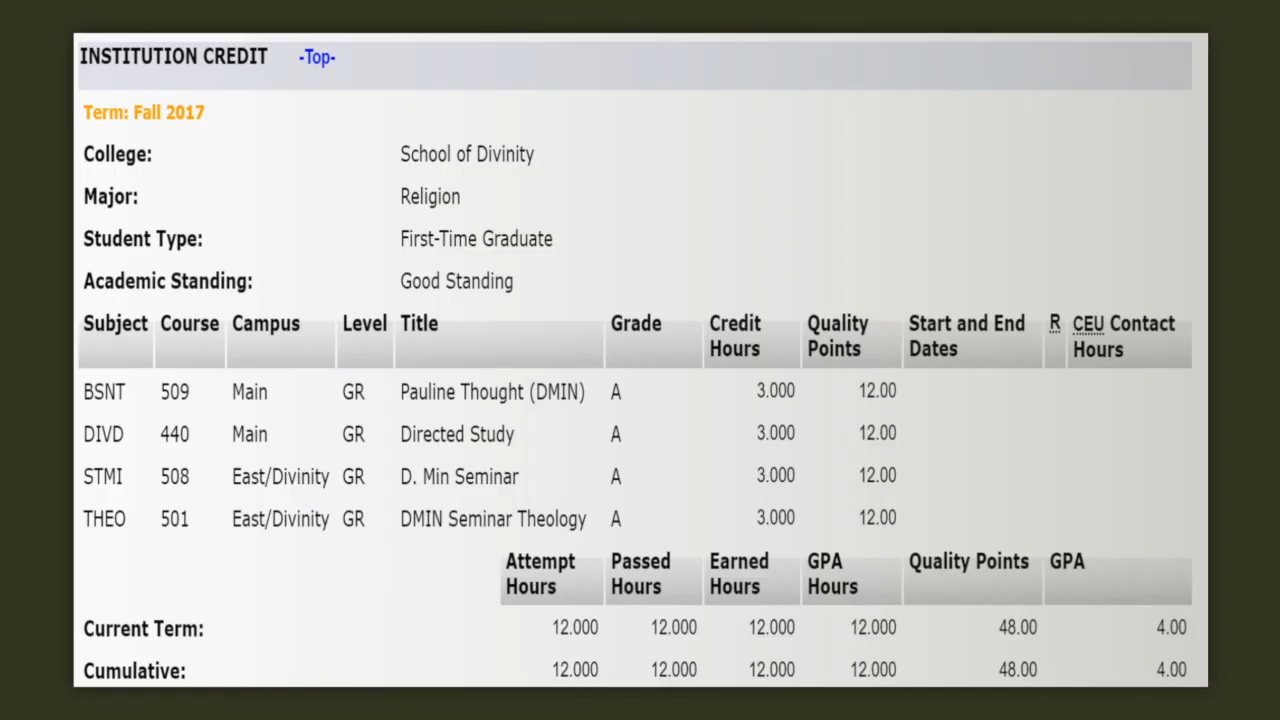 INSTITUTION CREDIT -Top-
Term: Fall 2017
College: School of Divinity
Major: Religion
Student Type: First-Time Graduate
Academic Standing: Good Standing
Subject Course Campus Level Title Grade Credit Hours Quality Points Start and End Dates R CEU Contact Hours
BSNT 509 Main GR Pauline Thought (DMIN) A 3.000 12.00
DIVD 440 Main GR Directed Study A 3.000 12.00
STMI 508 East/Divinity GR D. Min Seminar A 3.000 12.00
THEO 501 East/Divinity GR DMIN Seminar Theology A 3.000 12.00
Attempt Hours Passed Hours Earned Hours GPA Hours Quality Points GPA
Current Term: 12.000 12.000 12.000 12.000 48.00 4.00
Cumulative: 12.000 12.000 12.000 12.000 48.00 4.00